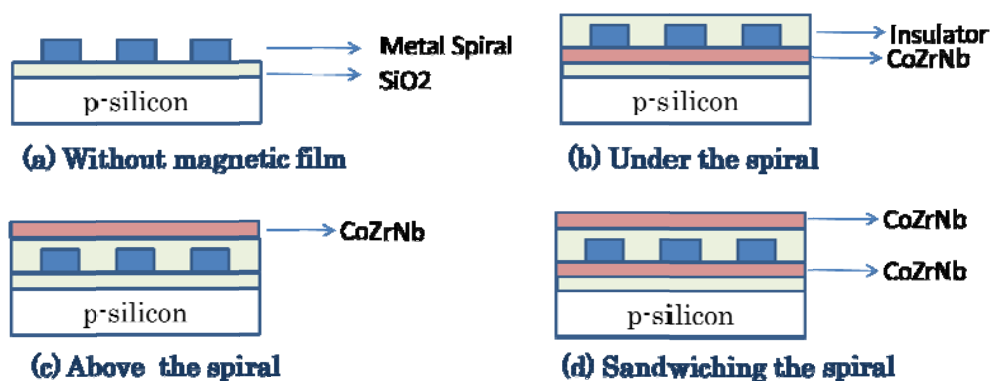 Metal Spiral
SiO2
p-silicon
(a) Without magnetic film
Insulator
CoZrNb
p-silicon
(b) Under the spiral
CoZrNb
p-silicon
(c) Above the spiral
CoZrNb
CoZrNb
p-silicon
(d) Sandwiching the spiral